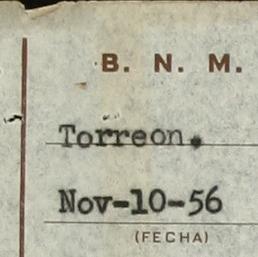 B. N. M.
Torreon.
Nov-10-56
(FECHA)